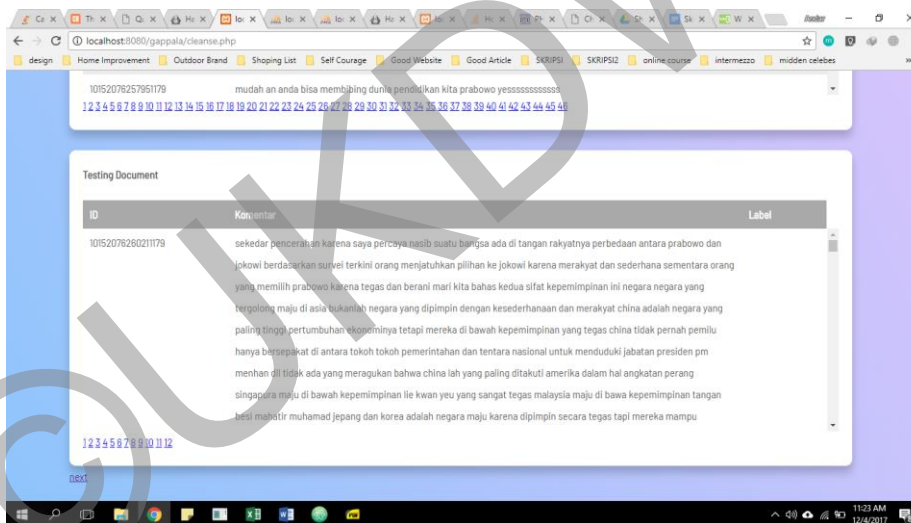 localhost:8080/gappala/cleanse.php
design Home Improvement Outdoor Brand Shoping List Self Courage Good Website Good Article SKRIPSI SKRIPSI2 online course intermezzo midden celebes
10152076257951179 mudah an anda bisa membibing dunia pendidikan kita prabowo yessssssssssss
1 2 3 4 5 6 7 8 9 10 11 12 13 14 15 16 17 18 19 20 21 22 23 24 25 26 27 28 29 30 31 32 33 34 35 36 37 38 39 40 41 42 43 44 45 46
Testing Document
ID Komentar Label
10152076260211179 sekedar pencerahan karena saya percaya nasib suatu bangsa ada di tangan rakyatnya perbedaan antara prabowo dan
jokowi berdasarkan survei terkini orang menjatuhkan pilihan ke jokowi karena merakyat dan sederhana sementara orang
yang memilih prabowo karena tegas dan berani mari kita bahas kedua sifat kepemimpinan ini negara negara yang
tergolong maju di asia bukanlah negara yang dipimpin dengan kesederhanaan dan merakyat china adalah negara yang
paling tinggi pertumbuhan ekonominya tetapi mereka di bawah kepemimpinan yang tegas china tidak pernah pemilu
hanya bersepakat di antara tokoh tokoh pemerintahan dan tentara nasional untuk menduduki jabatan presiden pm
menhan dll tidak ada yang meragukan bahwa china lah yang paling ditakuti amerika dalam hal angkatan perang
singapura maju di bawah kepemimpinan lie kwan yeu yang sangat tegas malaysia maju di bawa kepemimpinan tangan
besi mahatir muhamad jepang dan korea adalah negara maju karena dipimpin secara tegas tapi mereka mampu
1 2 3 4 5 6 7 8 9 10 11 12
next
11:23 AM
12/4/2017